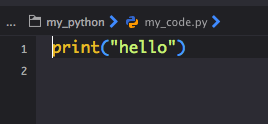 ... my_python > my_code.py >
1 print("hello")
2